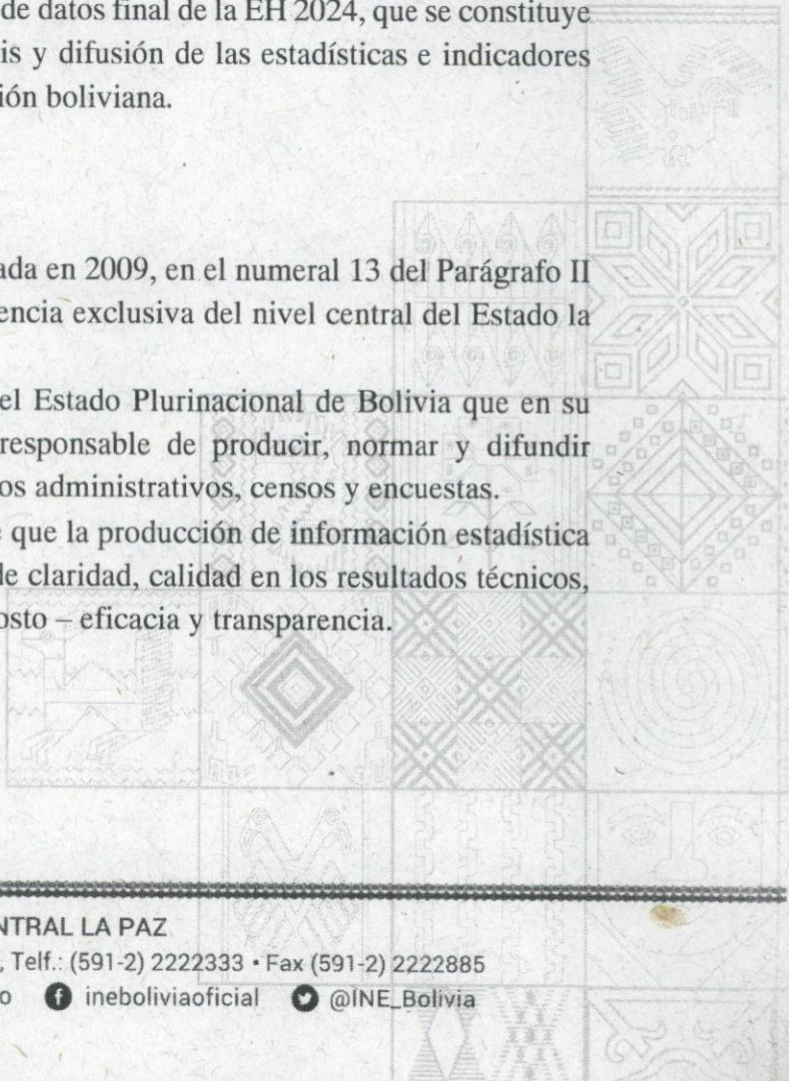 de datos final de la EH 2024, que se constituye
is y difusión de las estadísticas e indicadores
ión boliviana.
ada en 2009, en el numeral 13 del Parágrafo II
encia exclusiva del nivel central del Estado la
el Estado Plurinacional de Bolivia que en su
responsable de producir, normar y difundir
os administrativos, censos y encuestas.
e que la producción de información estadística
de claridad, calidad en los resultados técnicos,
osto – eficacia y transparencia.
NTRAL LA PAZ
, Telf.: (591-2) 2222333 • Fax (591-2) 2222885
o ineboliviaoficial @INE_Bolivia